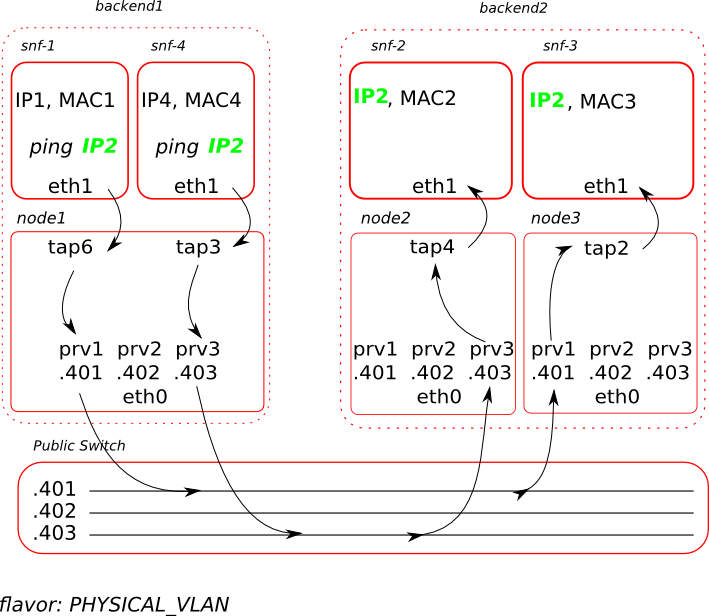 backend1
backend2
snf-1
snf-4
snf-2
snf-3
IP1, MAC1
IP4, MAC4
IP2, MAC2
IP2, MAC3
ping IP2
ping IP2
eth1
eth1
eth1
eth1
node1
node2
node3
tap6
tap3
tap4
tap2
prv1 prv2 prv3
.401 .402 .403
eth0
prv1 prv2 prv3
.401 .402 .403
eth0
prv1 prv2 prv3
.401 .402 .403
eth0
Public Switch
.401
.402
.403
flavor: PHYSICAL_VLAN